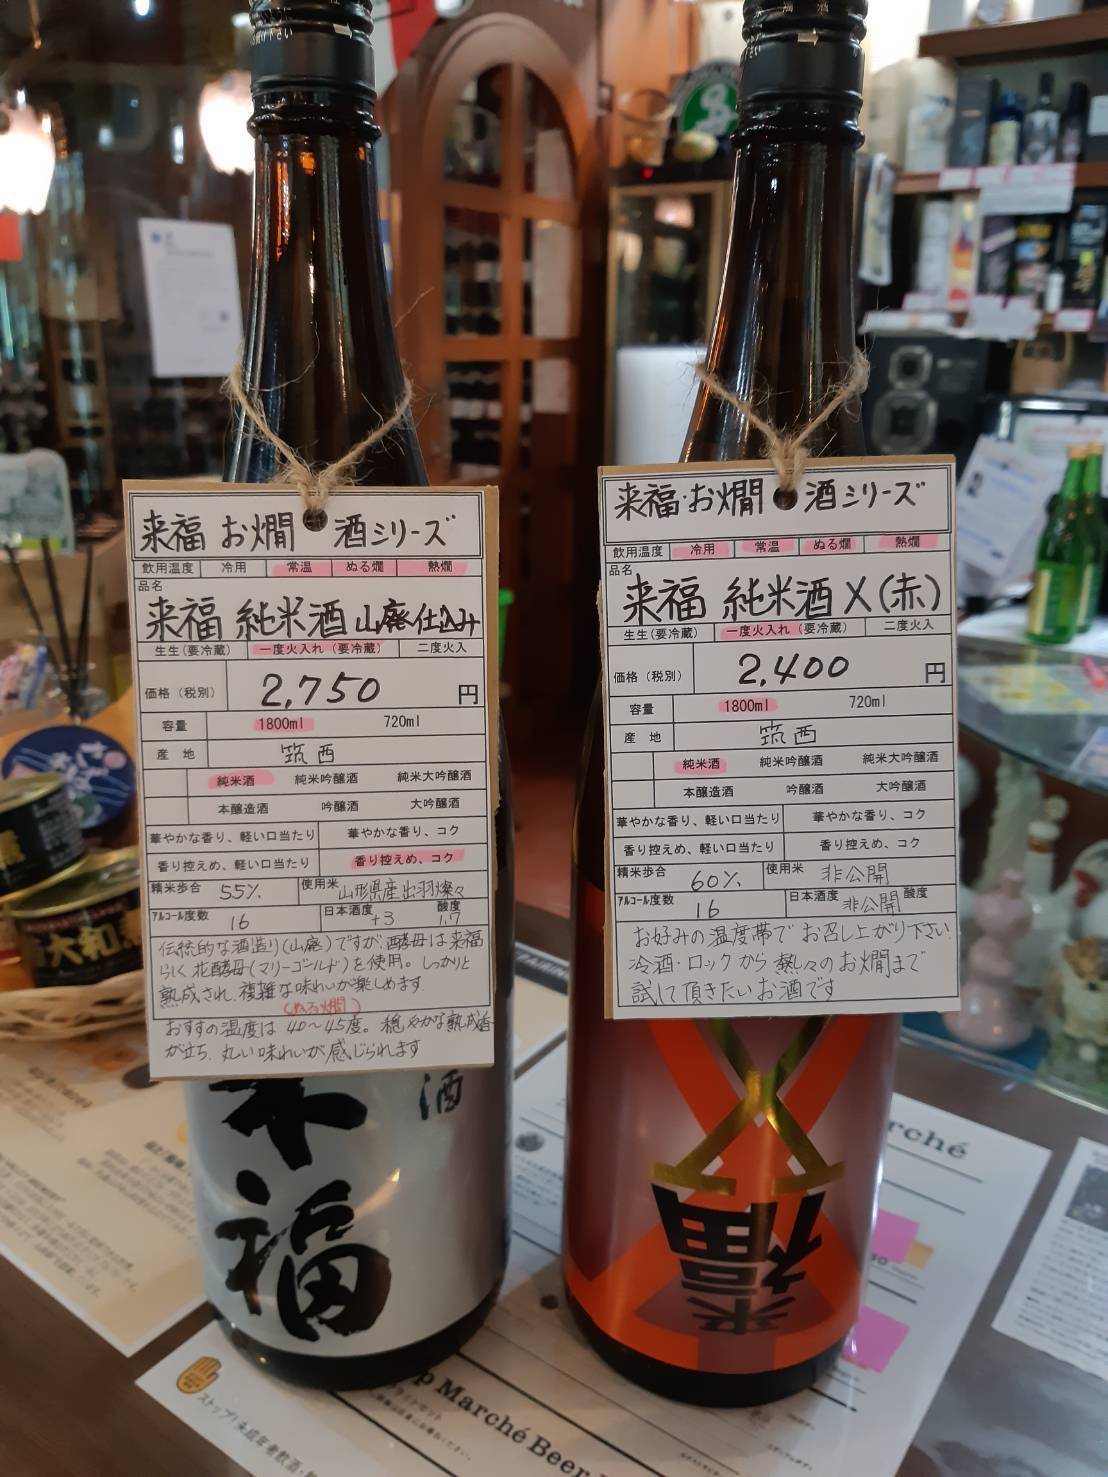 来福 お燗 酒シリーズ
飲用温度 冷用 常温 ぬる燗 熱燗
品名
来福 純米酒 山廃仕込み
生生(要冷蔵) 一度火入れ(要冷蔵) 二度火入
価格(税別) 2,750 円
容量 1800ml 720ml
産 地 筑西
純米酒 純米吟醸酒 純米大吟醸酒
本醸造酒 吟醸酒 大吟醸酒
華やかな香り、軽い口当たり 華やかな香り、コク
香り控えめ、軽い口当たり 香り控えめ、コク
精米歩合 55% 使用米 山形県産出羽燦々
アルコール度数 16 日本酒度 +3 酸度 1.7
伝統的な酒造り(山廃)ですが、酵母は来福
らしく花酵母(マリーゴールド)を使用。しっかりと
熟成され、複雑な味わいが楽しめます。
(ぬる燗)
おすすめ温度は40〜45度。穏やかな熟成香
が立ち、丸い味わいが感じられます
酒
来福
来福・お燗 酒シリーズ
飲用温度 冷用 常温 ぬる燗 熱燗
品名
来福 純米酒 X(赤)
生生(要冷蔵) 一度火入れ(要冷蔵) 二度火入
価格(税別) 2,400 円
容量 1800ml 720ml
産 地 筑西
純米酒 純米吟醸酒 純米大吟醸酒
本醸造酒 吟醸酒 大吟醸酒
華やかな香り、軽い口当たり 華やかな香り、コク
香り控えめ、軽い口当たり 香り控えめ、コク
精米歩合 60% 使用米 非公開
アルコール度数 16 日本酒度 非公開 酸度
お好みの温度帯でお召し上がり下さい
冷酒・ロックから熱々のお燗まで
試して頂きたいお酒です
X
来福
大和煮
Marché
Marché Beer
ストップ!未成年者飲酒・